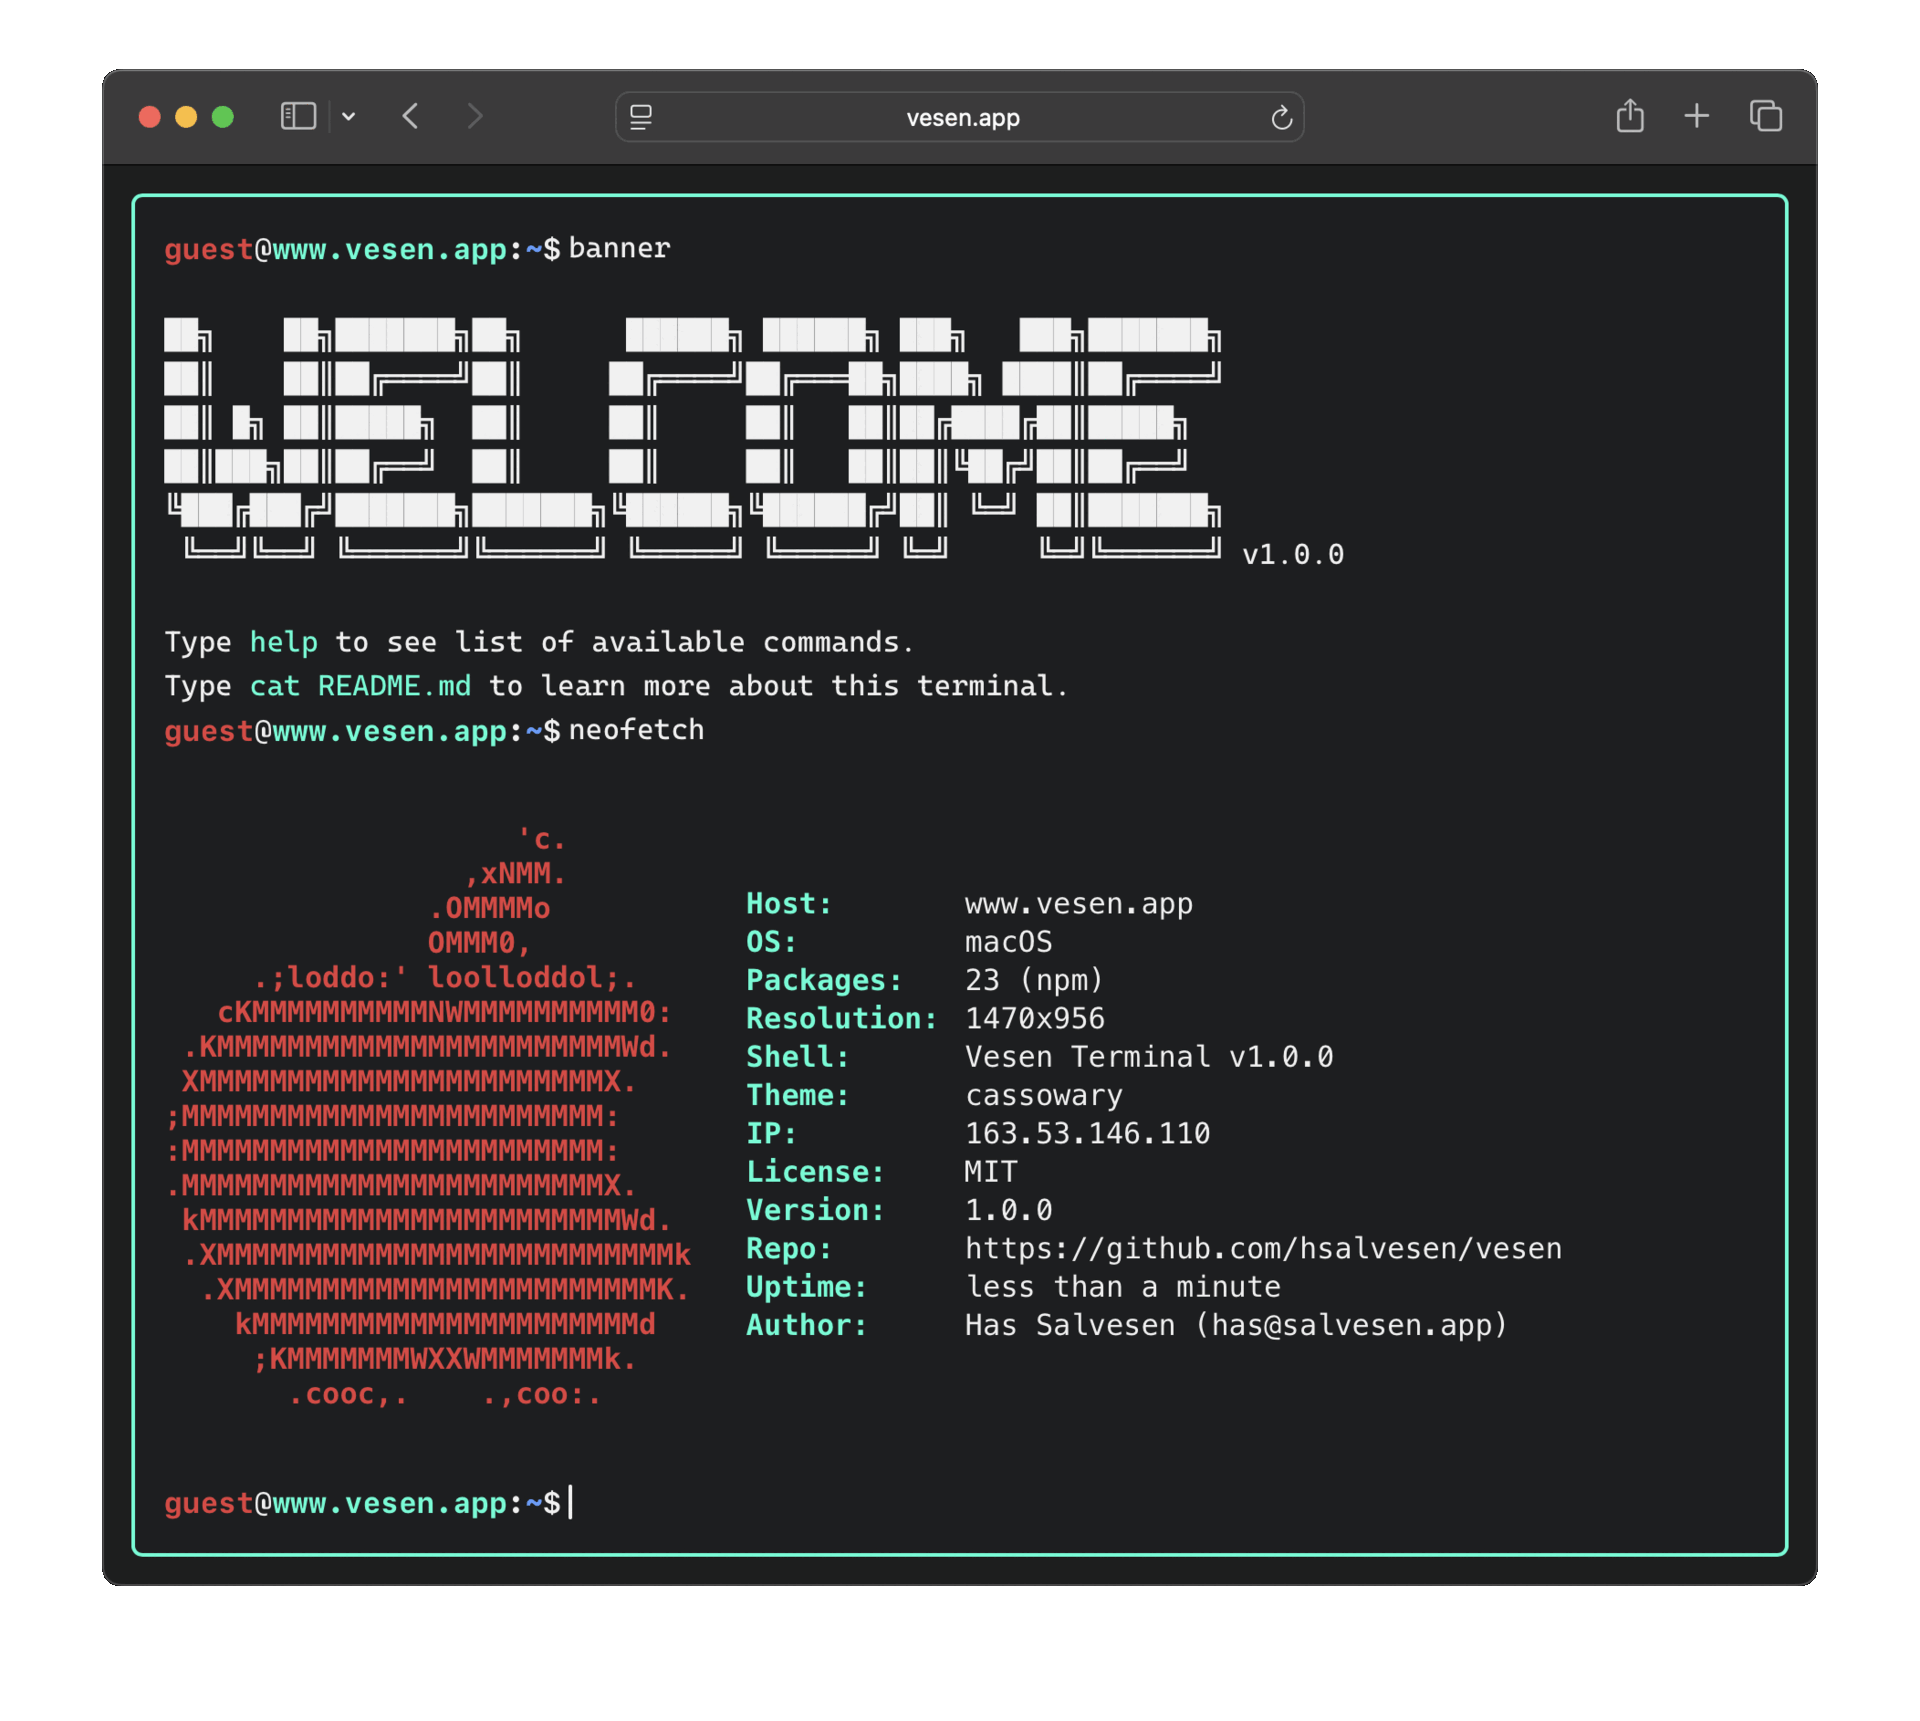 vesen.app
guest@www.vesen.app:~$ banner
WELCOME
v1.0.0
Type help to see list of available commands.
Type cat README.md to learn more about this terminal.
guest@www.vesen.app:~$ neofetch
'c.
,xNMM.
.OMMMMo
OMMM0,
.;loddo:' loolloddol;.
cKMMMMMMMMMMNWMMMMMMMMMM0:
.KMMMMMMMMMMMMMMMMMMMMMMMWd.
XMMMMMMMMMMMMMMMMMMMMMMMX.
;MMMMMMMMMMMMMMMMMMMMMMMM:
:MMMMMMMMMMMMMMMMMMMMMMMM:
.MMMMMMMMMMMMMMMMMMMMMMMMX.
kMMMMMMMMMMMMMMMMMMMMMMMMWd.
.XMMMMMMMMMMMMMMMMMMMMMMMMMMk
.XMMMMMMMMMMMMMMMMMMMMMMMMK.
kMMMMMMMMMMMMMMMMMMMMMMd
;KMMMMMMMWXXWMMMMMMMk.
.cooc,.    .,coo:.
Host: www.vesen.app
OS: macOS
Packages: 23 (npm)
Resolution: 1470x956
Shell: Vesen Terminal v1.0.0
Theme: cassowary
IP: 163.53.146.110
License: MIT
Version: 1.0.0
Repo: https://github.com/hsalvesen/vesen
Uptime: less than a minute
Author: Has Salvesen (has@salvesen.app)
guest@www.vesen.app:~$